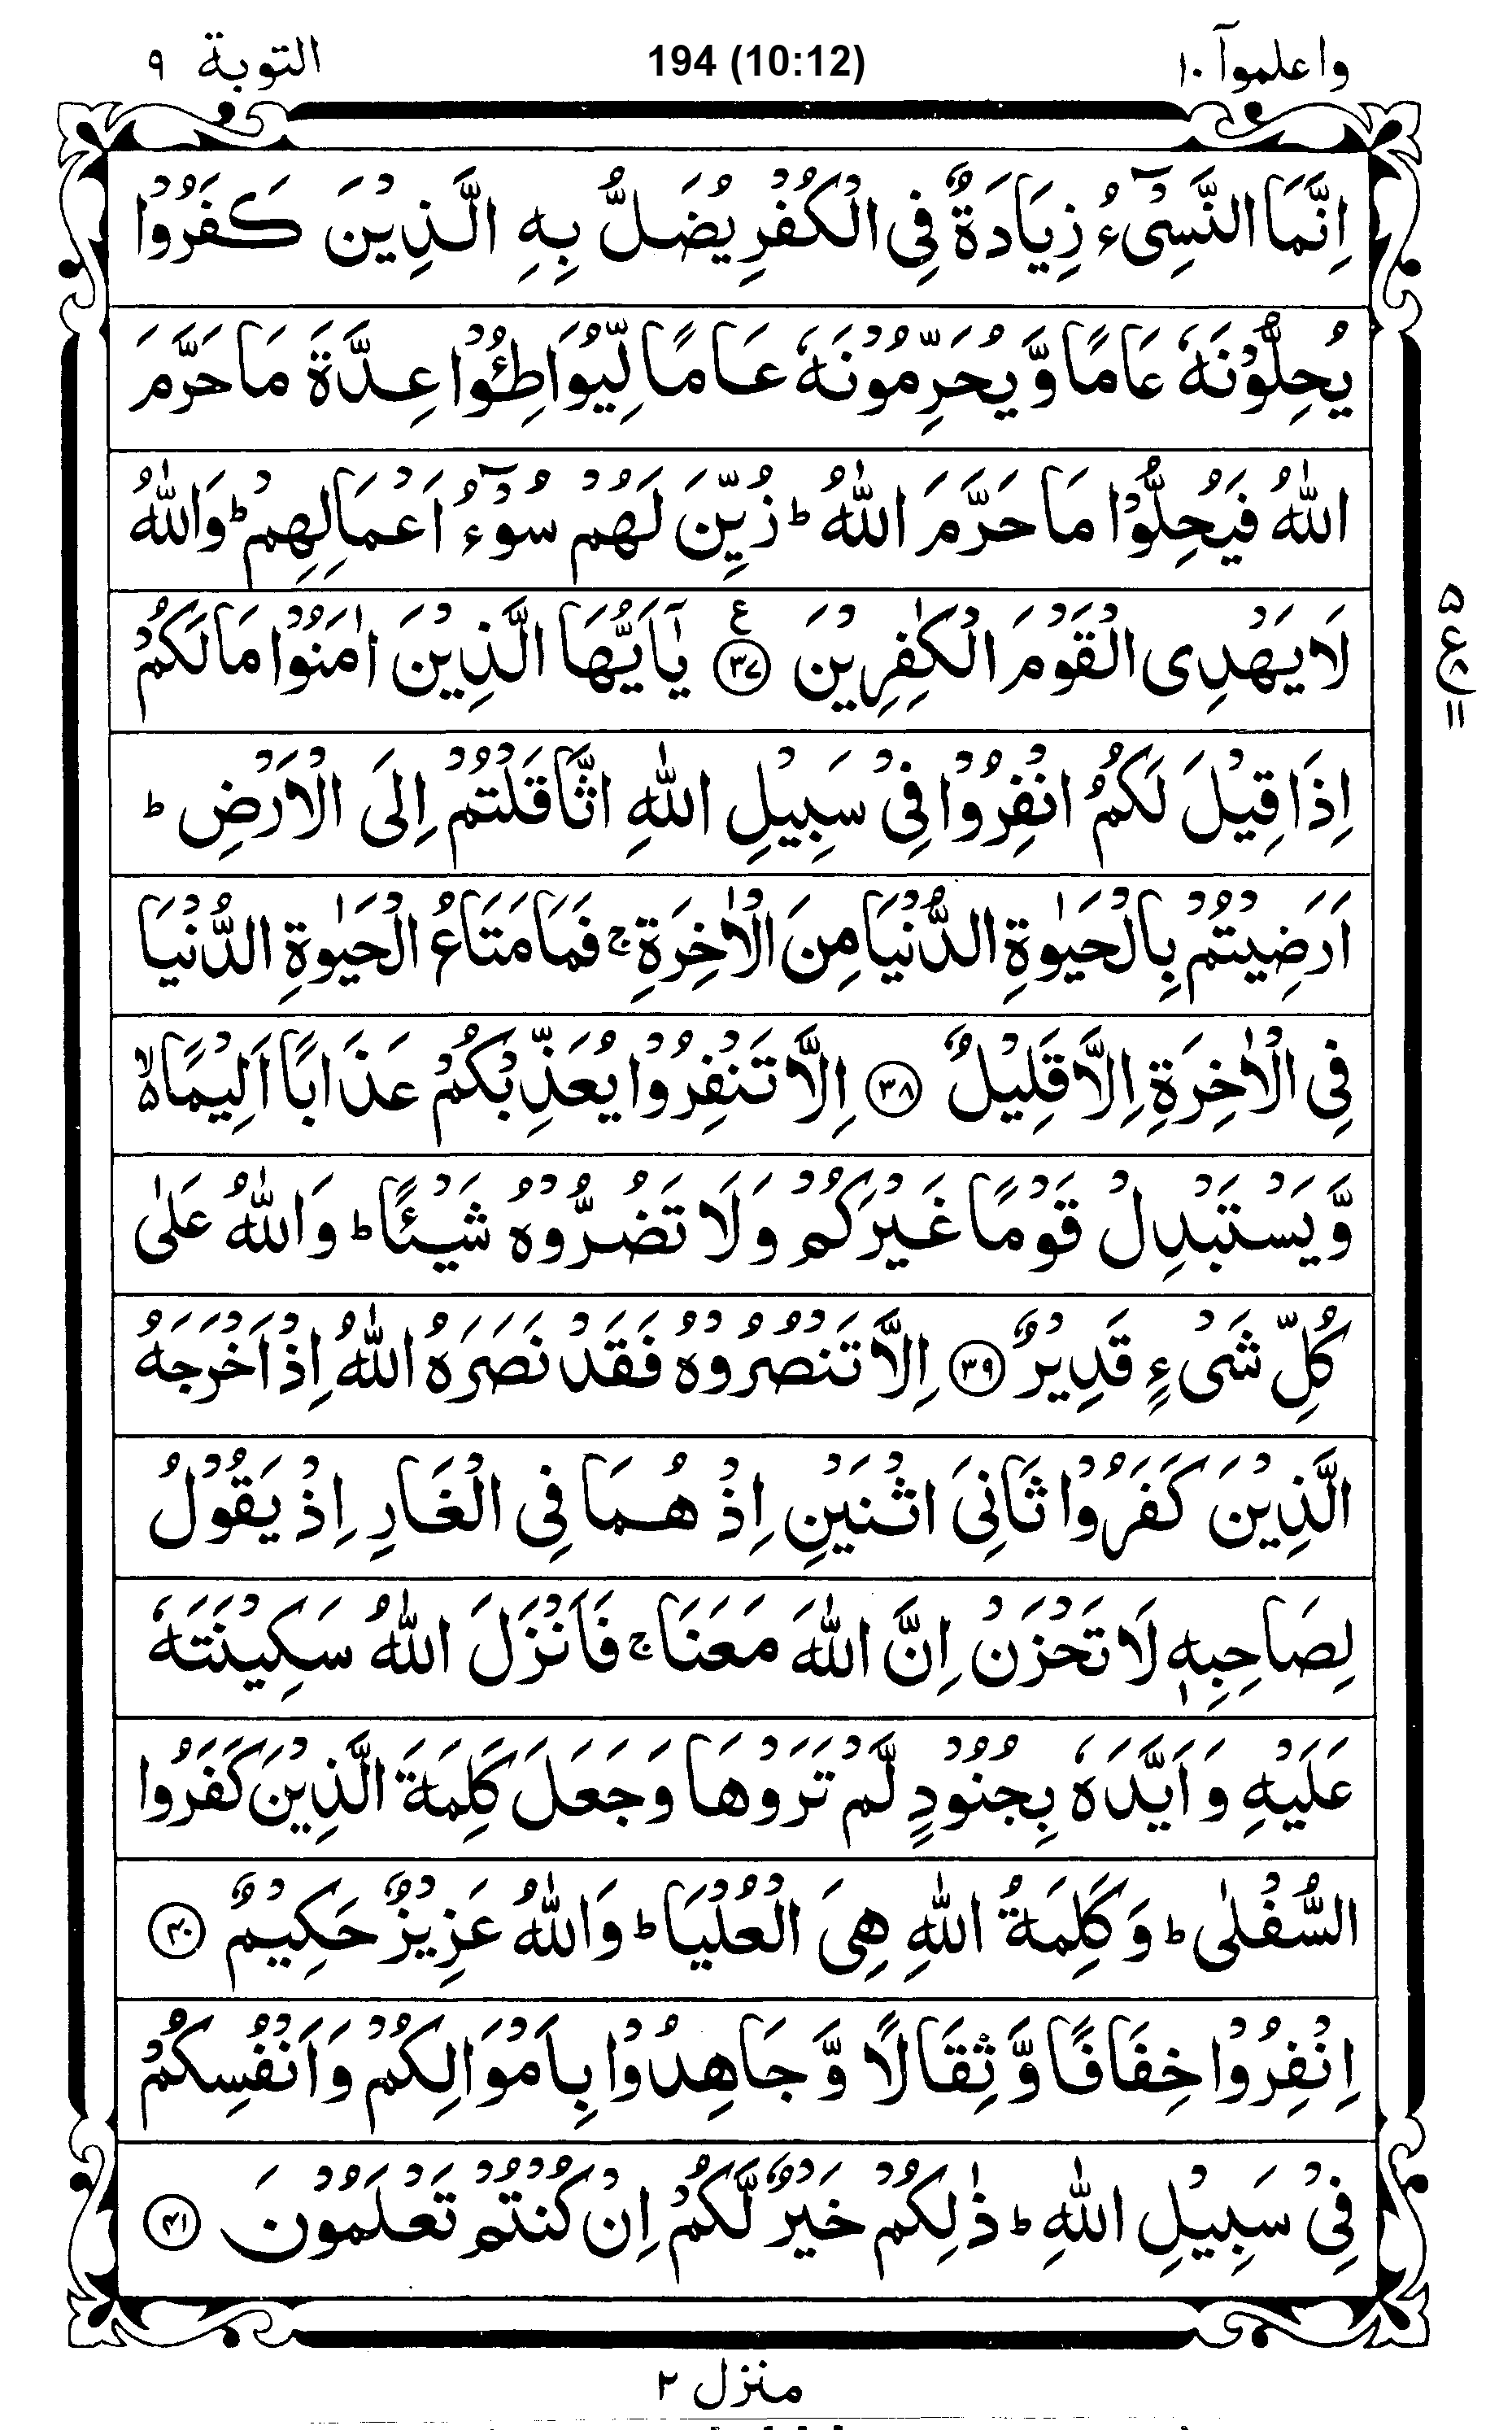 واعلموآ ۱۰ 194 (10:12) التوبة ۹
اِنَّمَا النَّسِیْٓءُ زِیَادَةٌ فِی الْكُفْرِ یُضَلُّ بِهِ الَّذِیْنَ كَفَرُوْا
یُحِلُّوْنَهٗ عَامًا وَّ یُحَرِّمُوْنَهٗ عَامًا لِّیُوَاطِـُٔوْا عِدَّةَ مَا حَرَّمَ
اللّٰهُ فَیُحِلُّوْا مَا حَرَّمَ اللّٰهُ ؕ زُیِّنَ لَهُمْ سُوْٓءُ اَعْمَالِهِمْ ؕ وَاللّٰهُ
لَا یَهْدِی الْقَوْمَ الْكٰفِرِیْنَ ۝۳۷ ع یٰۤاَیُّهَا الَّذِیْنَ اٰمَنُوْا مَا لَكُمْ
۵
ع ۸
۱۱
اِذَا قِیْلَ لَكُمُ انْفِرُوْا فِیْ سَبِیْلِ اللّٰهِ اثَّاقَلْتُمْ اِلَی الْاَرْضِ ؕ
اَرَضِیْتُمْ بِالْحَیٰوةِ الدُّنْیَا مِنَ الْاٰخِرَةِ ۚ فَمَا مَتَاعُ الْحَیٰوةِ الدُّنْیَا
فِی الْاٰخِرَةِ اِلَّا قَلِیْلٌ ۝۳۸ اِلَّا تَنْفِرُوْا یُعَذِّبْكُمْ عَذَابًا اَلِیْمًا ۵ۙ
وَّ یَسْتَبْدِلْ قَوْمًا غَیْرَكُمْ وَلَا تَضُرُّوْهُ شَیْـًٔا ؕ وَاللّٰهُ عَلٰی
كُلِّ شَیْءٍ قَدِیْرٌ ۝۳۹ اِلَّا تَنْصُرُوْهُ فَقَدْ نَصَرَهُ اللّٰهُ اِذْ اَخْرَجَهُ
الَّذِیْنَ كَفَرُوْا ثَانِیَ اثْنَیْنِ اِذْ هُمَا فِی الْغَارِ اِذْ یَقُوْلُ
لِصَاحِبِهٖ لَا تَحْزَنْ اِنَّ اللّٰهَ مَعَنَا ۚ فَاَنْزَلَ اللّٰهُ سَكِیْنَتَهٗ
عَلَیْهِ وَ اَیَّدَهٗ بِجُنُوْدٍ لَّمْ تَرَوْهَا وَجَعَلَ كَلِمَةَ الَّذِیْنَ كَفَرُوا
السُّفْلٰی ؕ وَ كَلِمَةُ اللّٰهِ هِیَ الْعُلْیَا ؕ وَاللّٰهُ عَزِیْزٌ حَكِیْمٌ ۝۴۰
اِنْفِرُوْا خِفَافًا وَّ ثِقَالًا وَّ جَاهِدُوْا بِاَمْوَالِكُمْ وَ اَنْفُسِكُمْ
فِیْ سَبِیْلِ اللّٰهِ ؕ ذٰلِكُمْ خَیْرٌ لَّكُمْ اِنْ كُنْتُمْ تَعْلَمُوْنَ ۝۴۱
منزل ۲